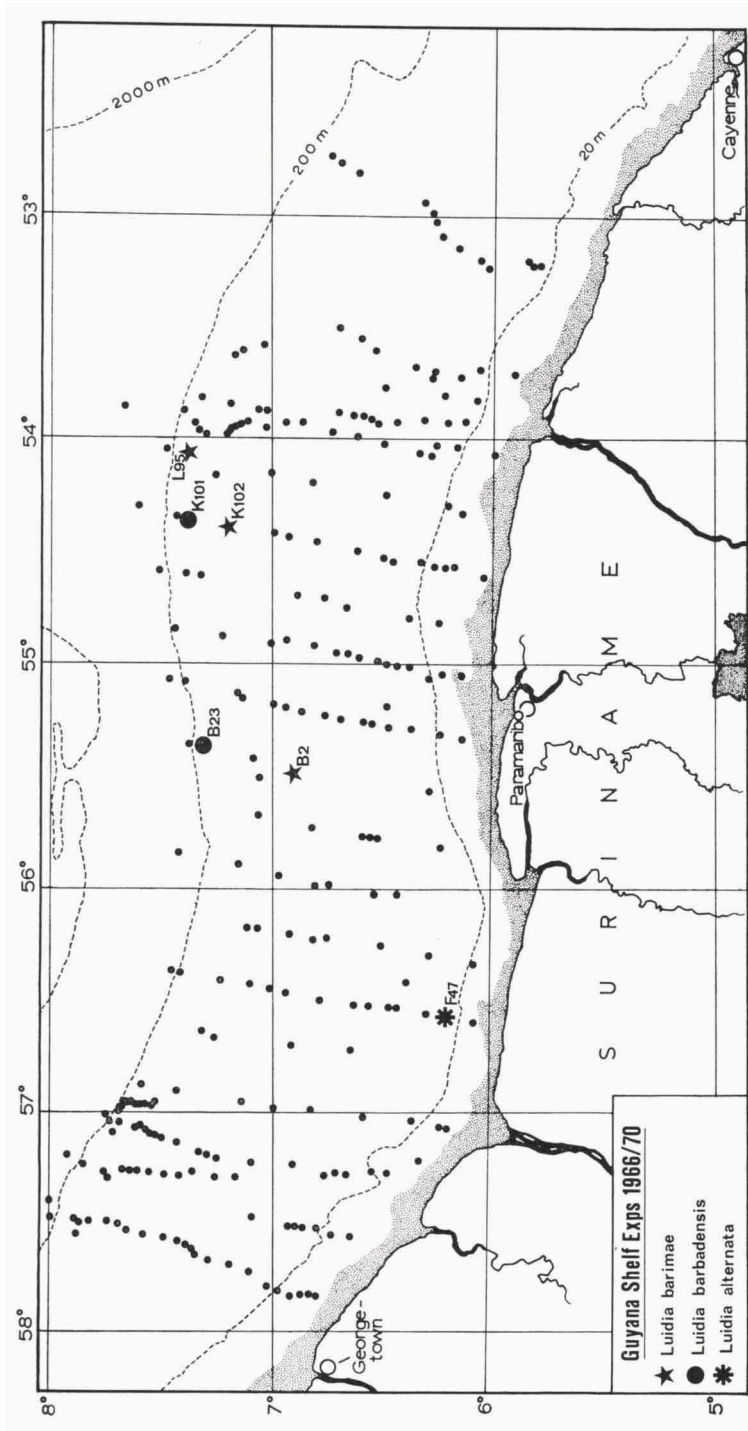 8°
7°
6°
5°
58°
57°
56°
55°
54°
53°
2000 m
200 m
20 m
L95
K101
K102
B23
B2
F47
George-
town
Paramaribo
Cayenne
S U R I N A M E
Guyana Shelf Exps 1966/70
Luidia barimae
Luidia barbadensis
Luidia alternata